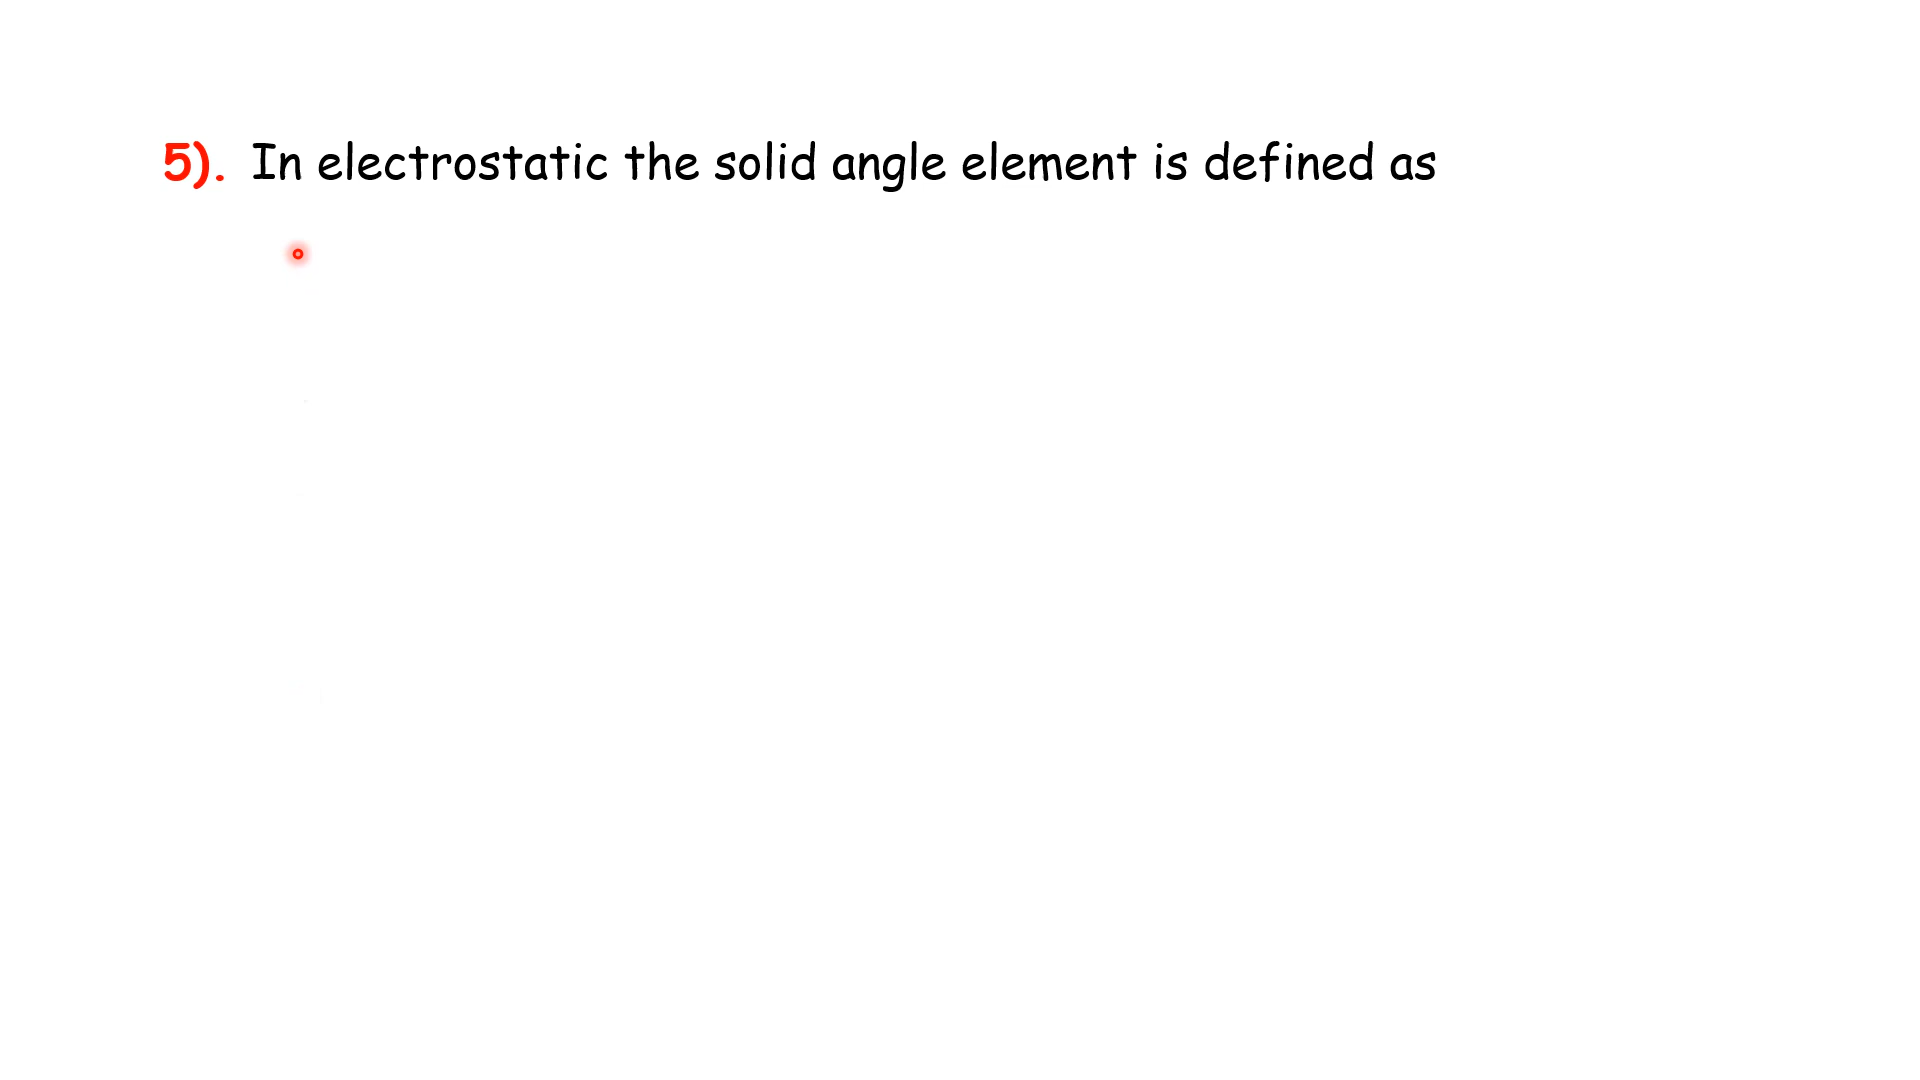 5). In electrostatic the solid angle element is defined as